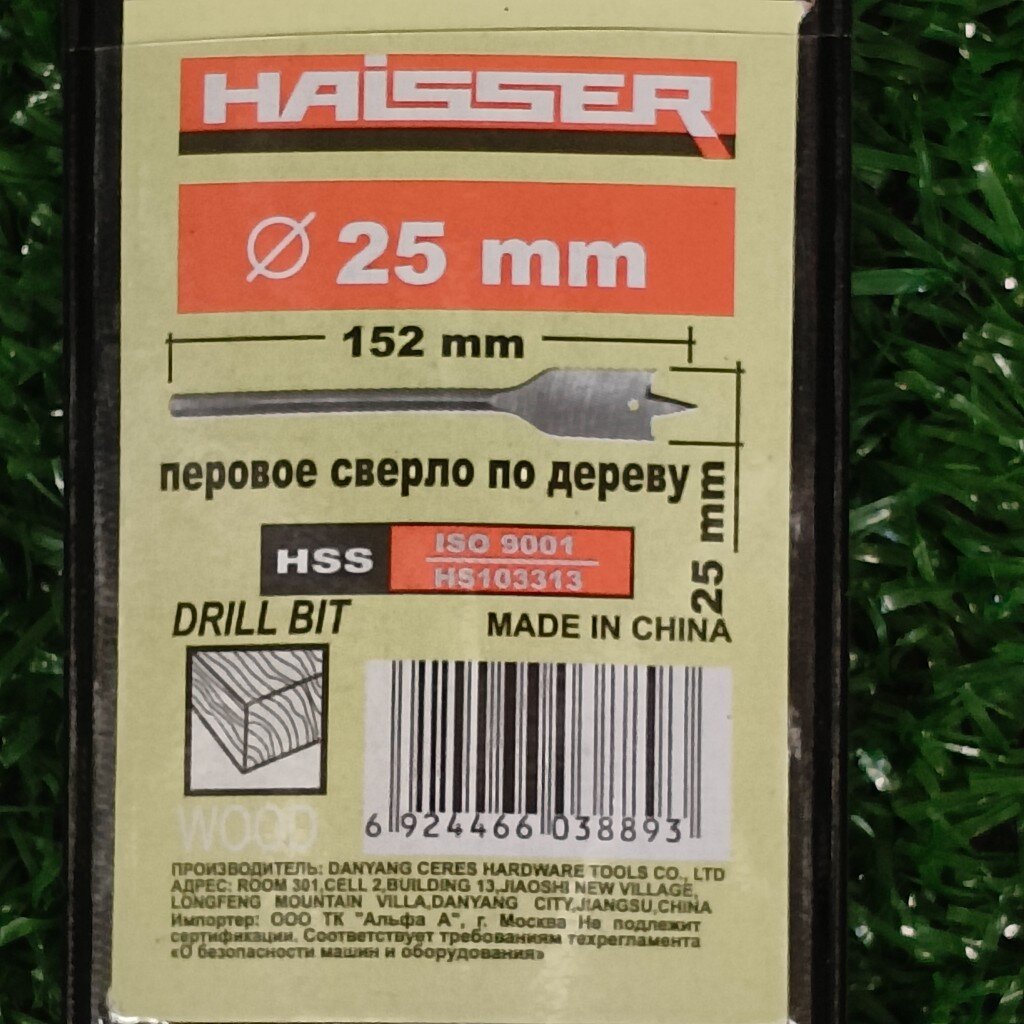 HAiSSER
Ø 25 mm
152 mm
25 mm
перовое сверло по дереву
HSS
ISO 9001
HS103313
DRILL BIT
MADE IN CHINA
WOOD
6 924466 038893
ПРОИЗВОДИТЕЛЬ: DANYANG CERES HARDWARE TOOLS CO., LTD
АДРЕС: ROOM 301,CELL 2,BUILDING 13,JIAOSHI NEW VILLAGE,
LONGFENG MOUNTAIN VILLA,DANYANG CITY,JIANGSU,CHINA
Импортер: ООО ТК "Альфа А", г. Москва Не подлежит
сертификации. Соответствует требованиям техрегламента
«О безопасности машин и оборудования»